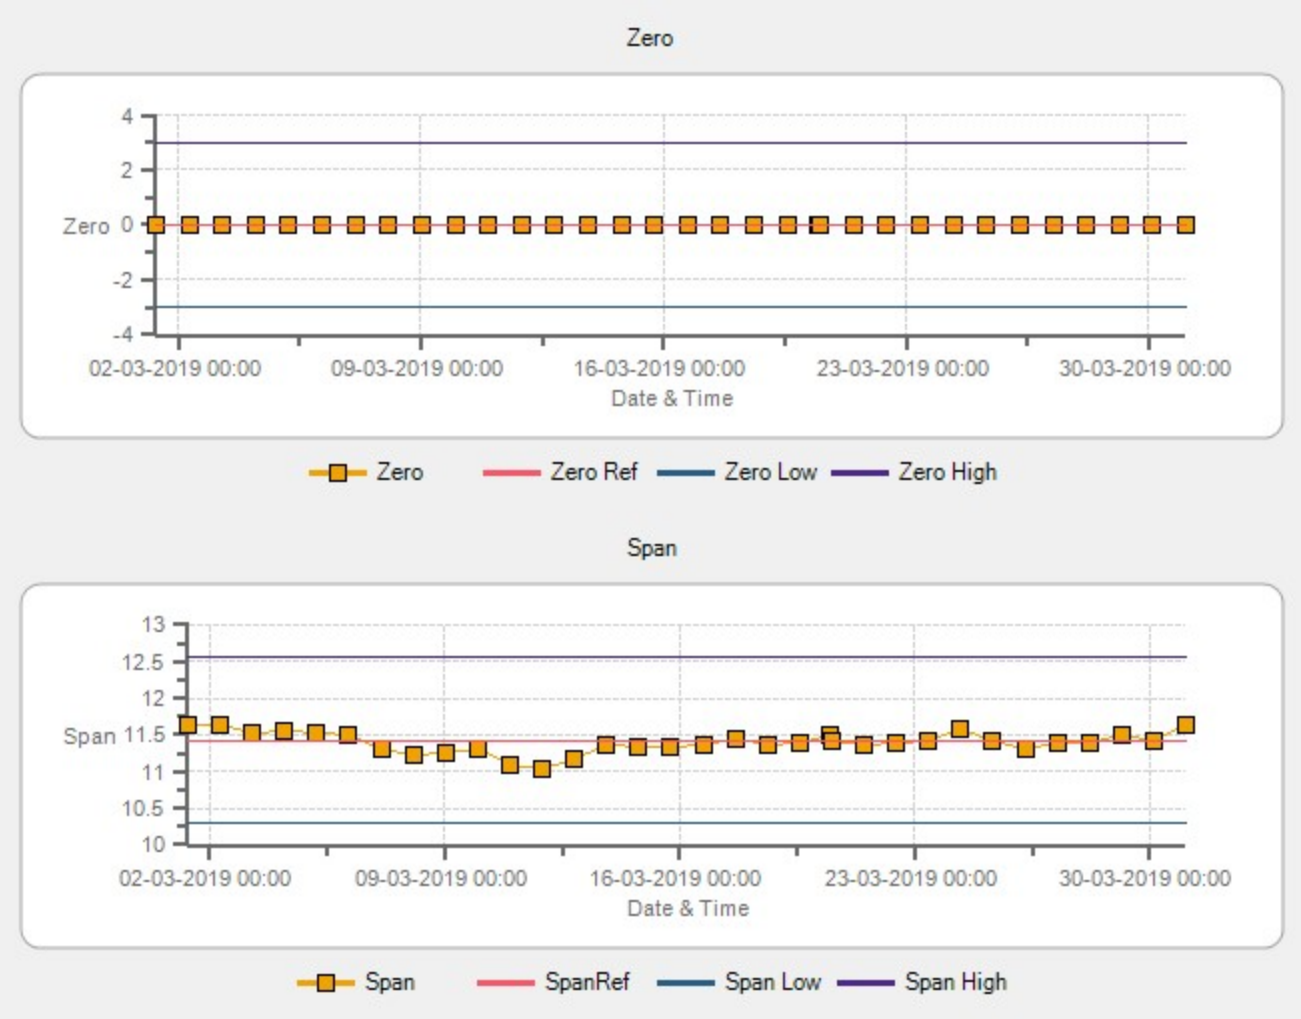 Zero
4
2
Zero 0
-2
-4
02-03-2019 00:00 09-03-2019 00:00 16-03-2019 00:00 23-03-2019 00:00 30-03-2019 00:00
Date & Time
Zero Zero Ref Zero Low Zero High
Span
13
12.5
12
Span 11.5
11
10.5
10
02-03-2019 00:00 09-03-2019 00:00 16-03-2019 00:00 23-03-2019 00:00 30-03-2019 00:00
Date & Time
Span SpanRef Span Low Span High